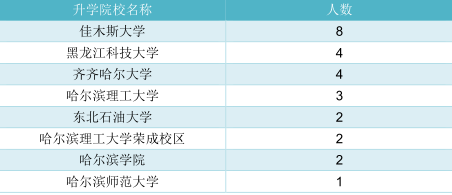 升学院校名称 人数
佳木斯大学 8
黑龙江科技大学 4
齐齐哈尔大学 4
哈尔滨理工大学 3
东北石油大学 2
哈尔滨理工大学荣成校区 2
哈尔滨学院 2
哈尔滨师范大学 1